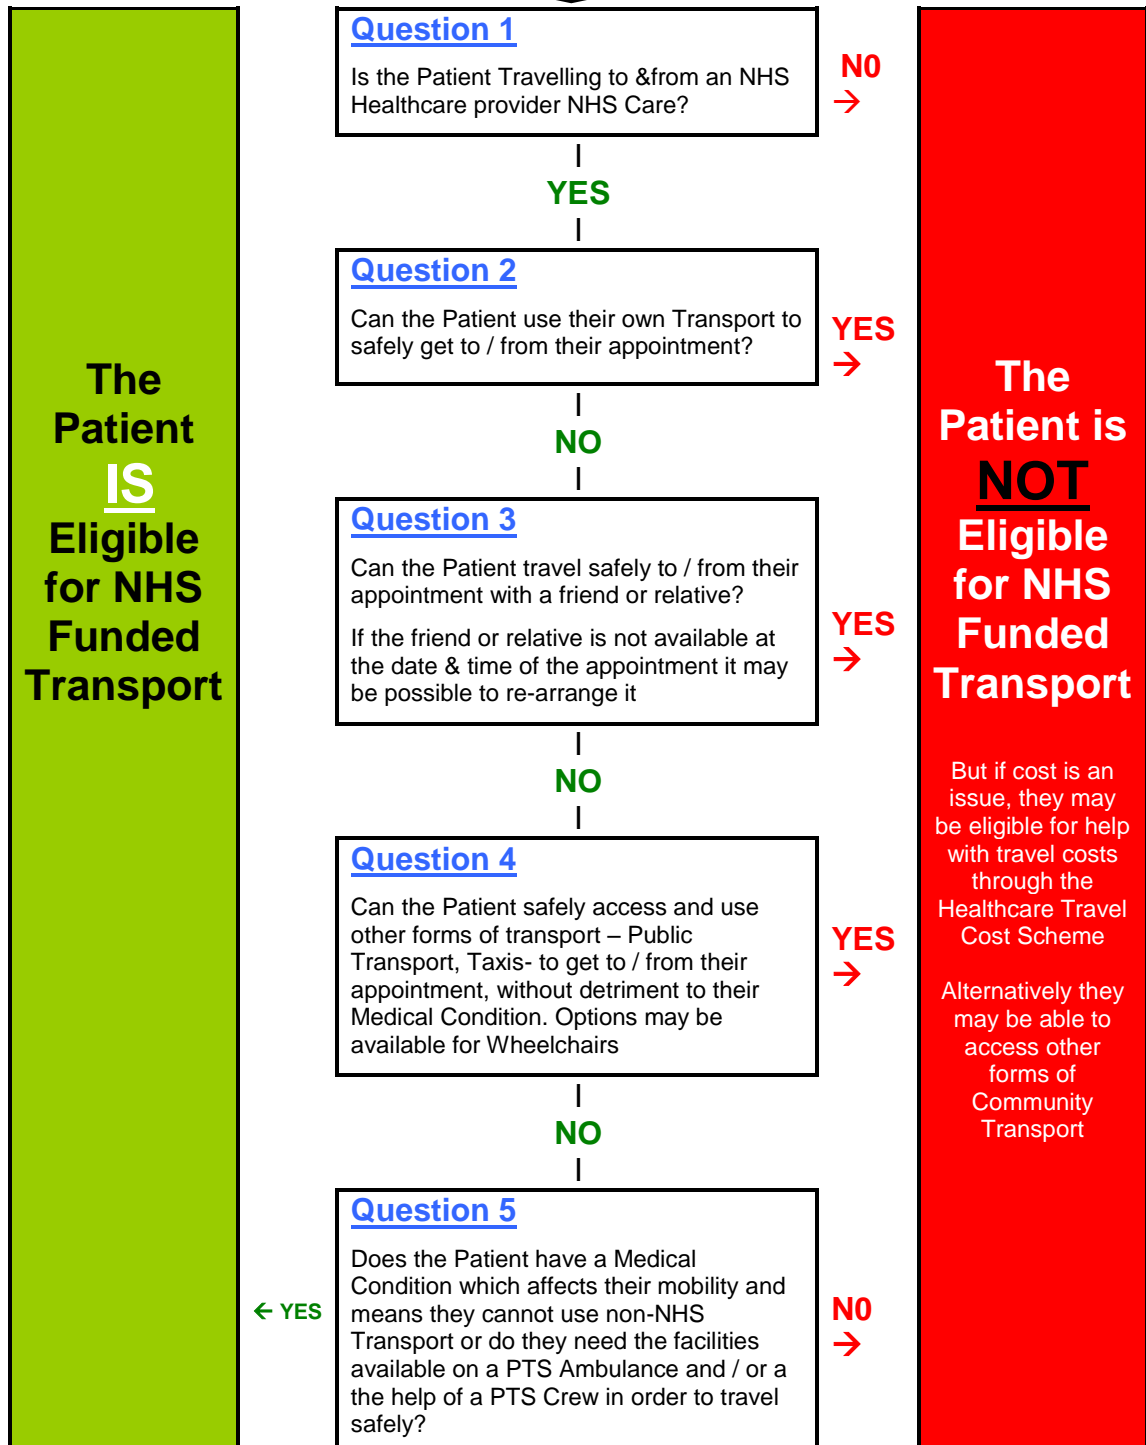 Question 1
Is the Patient Travelling to &from an NHS
Healthcare provider NHS Care?
N0
→
|
YES
|
Question 2
Can the Patient use their own Transport to
safely get to / from their appointment?
YES
→
|
NO
|
Question 3
Can the Patient travel safely to / from their
appointment with a friend or relative?
If the friend or relative is not available at
the date & time of the appointment it may
be possible to re-arrange it
YES
→
|
NO
|
Question 4
Can the Patient safely access and use
other forms of transport – Public
Transport, Taxis- to get to / from their
appointment, without detriment to their
Medical Condition. Options may be
available for Wheelchairs
YES
→
|
NO
|
Question 5
Does the Patient have a Medical
Condition which affects their mobility and
means they cannot use non-NHS
Transport or do they need the facilities
available on a PTS Ambulance and / or a
the help of a PTS Crew in order to travel
safely?
← YES
N0
→
The
Patient
IS
Eligible
for NHS
Funded
Transport
The
Patient is
NOT
Eligible
for NHS
Funded
Transport
But if cost is an
issue, they may
be eligible for help
with travel costs
through the
Healthcare Travel
Cost Scheme
Alternatively they
may be able to
access other
forms of
Community
Transport